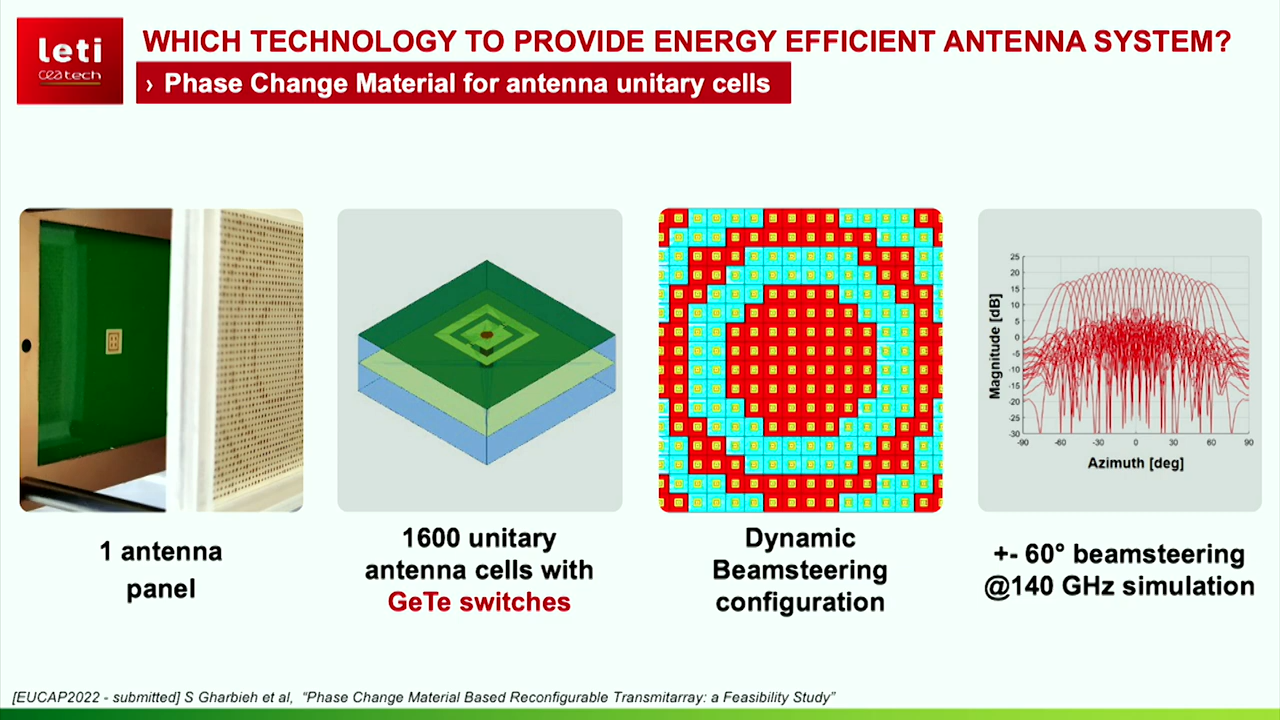 leti
ceatech
WHICH TECHNOLOGY TO PROVIDE ENERGY EFFICIENT ANTENNA SYSTEM?
› Phase Change Material for antenna unitary cells
1 antenna
panel
1600 unitary
antenna cells with
GeTe switches
Dynamic
Beamsteering
configuration
Magnitude [dB]
25
20
15
10
5
0
-5
-10
-15
-20
-25
-30
-90
-60
-30
0
30
60
90
Azimuth [deg]
+- 60° beamsteering
@140 GHz simulation
[EUCAP2022 - submitted] S Gharbieh et al, “Phase Change Material Based Reconfigurable Transmitarray: a Feasibility Study”